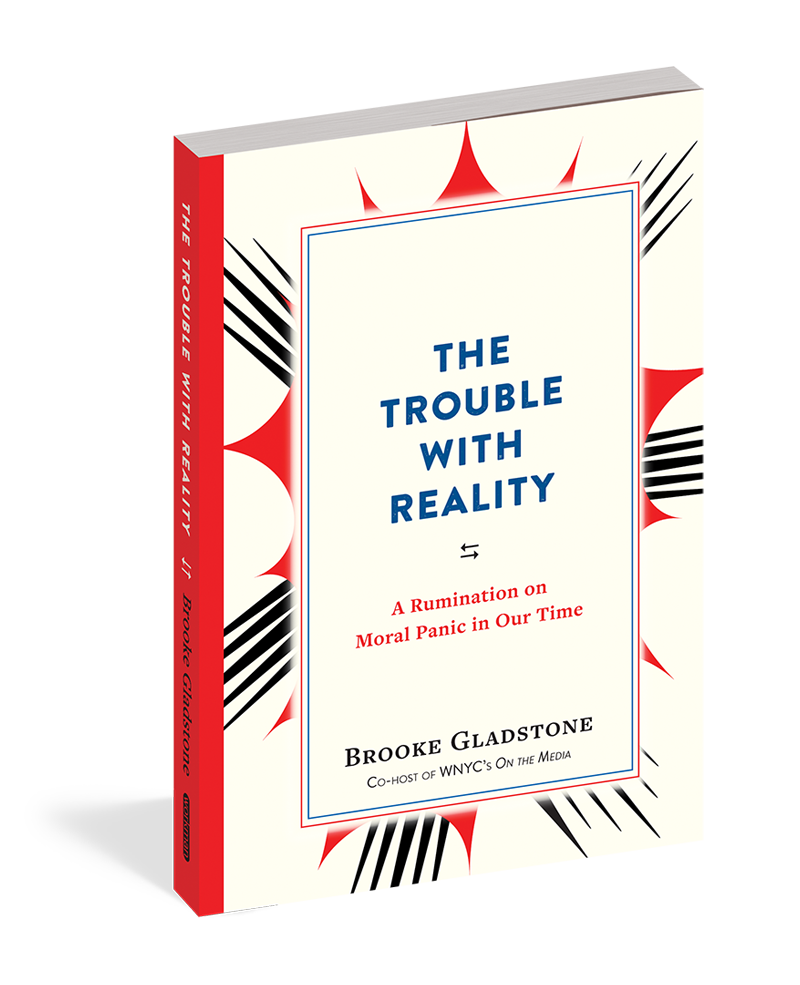 THE
TROUBLE
WITH
REALITY
A Rumination on
Moral Panic in Our Time
BROOKE GLADSTONE
CO-HOST OF WNYC'S ON THE MEDIA
THE TROUBLE WITH REALITY Brooke Gladstone workman